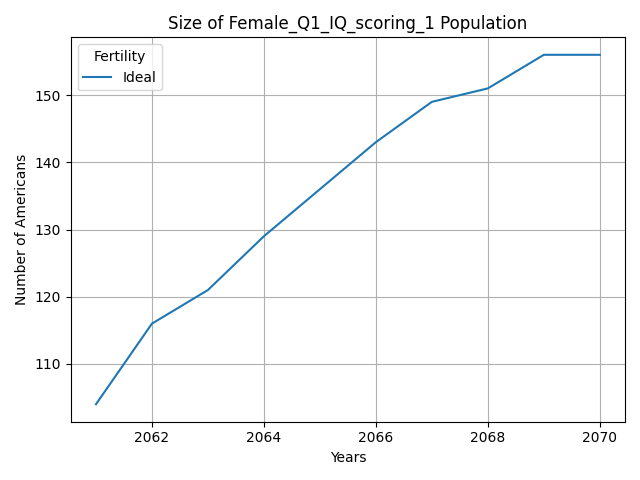 Size of Female_Q1_IQ_scoring_1 Population
Fertility
Ideal
Number of Americans
150
140
130
120
110
2062 2064 2066 2068 2070
Years